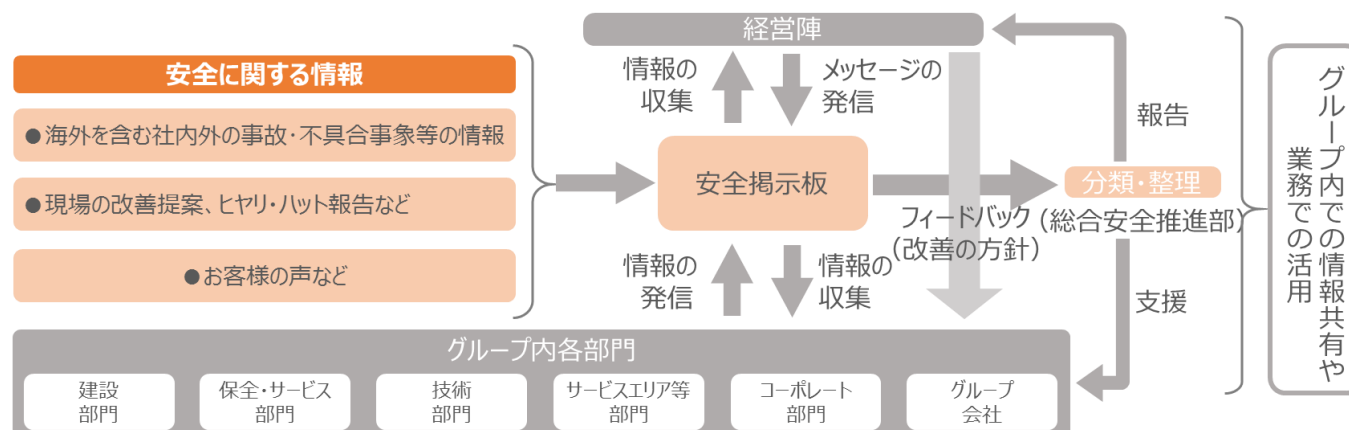 経営陣
安全に関する情報
●海外を含む社内外の事故・不具合事象等の情報
●現場の改善提案、ヒヤリ・ハット報告など
●お客様の声など
情報の
収集
メッセージの
発信
安全掲示板
情報の
発信
情報の
収集
フィードバック
(改善の方針)
報告
分類・整理
(総合安全推進部)
支援
グループ内での情報共有や
業務での活用
グループ内各部門
建設
部門
保全・サービス
部門
技術
部門
サービスエリア等
部門
コーポレート
部門
グループ
会社